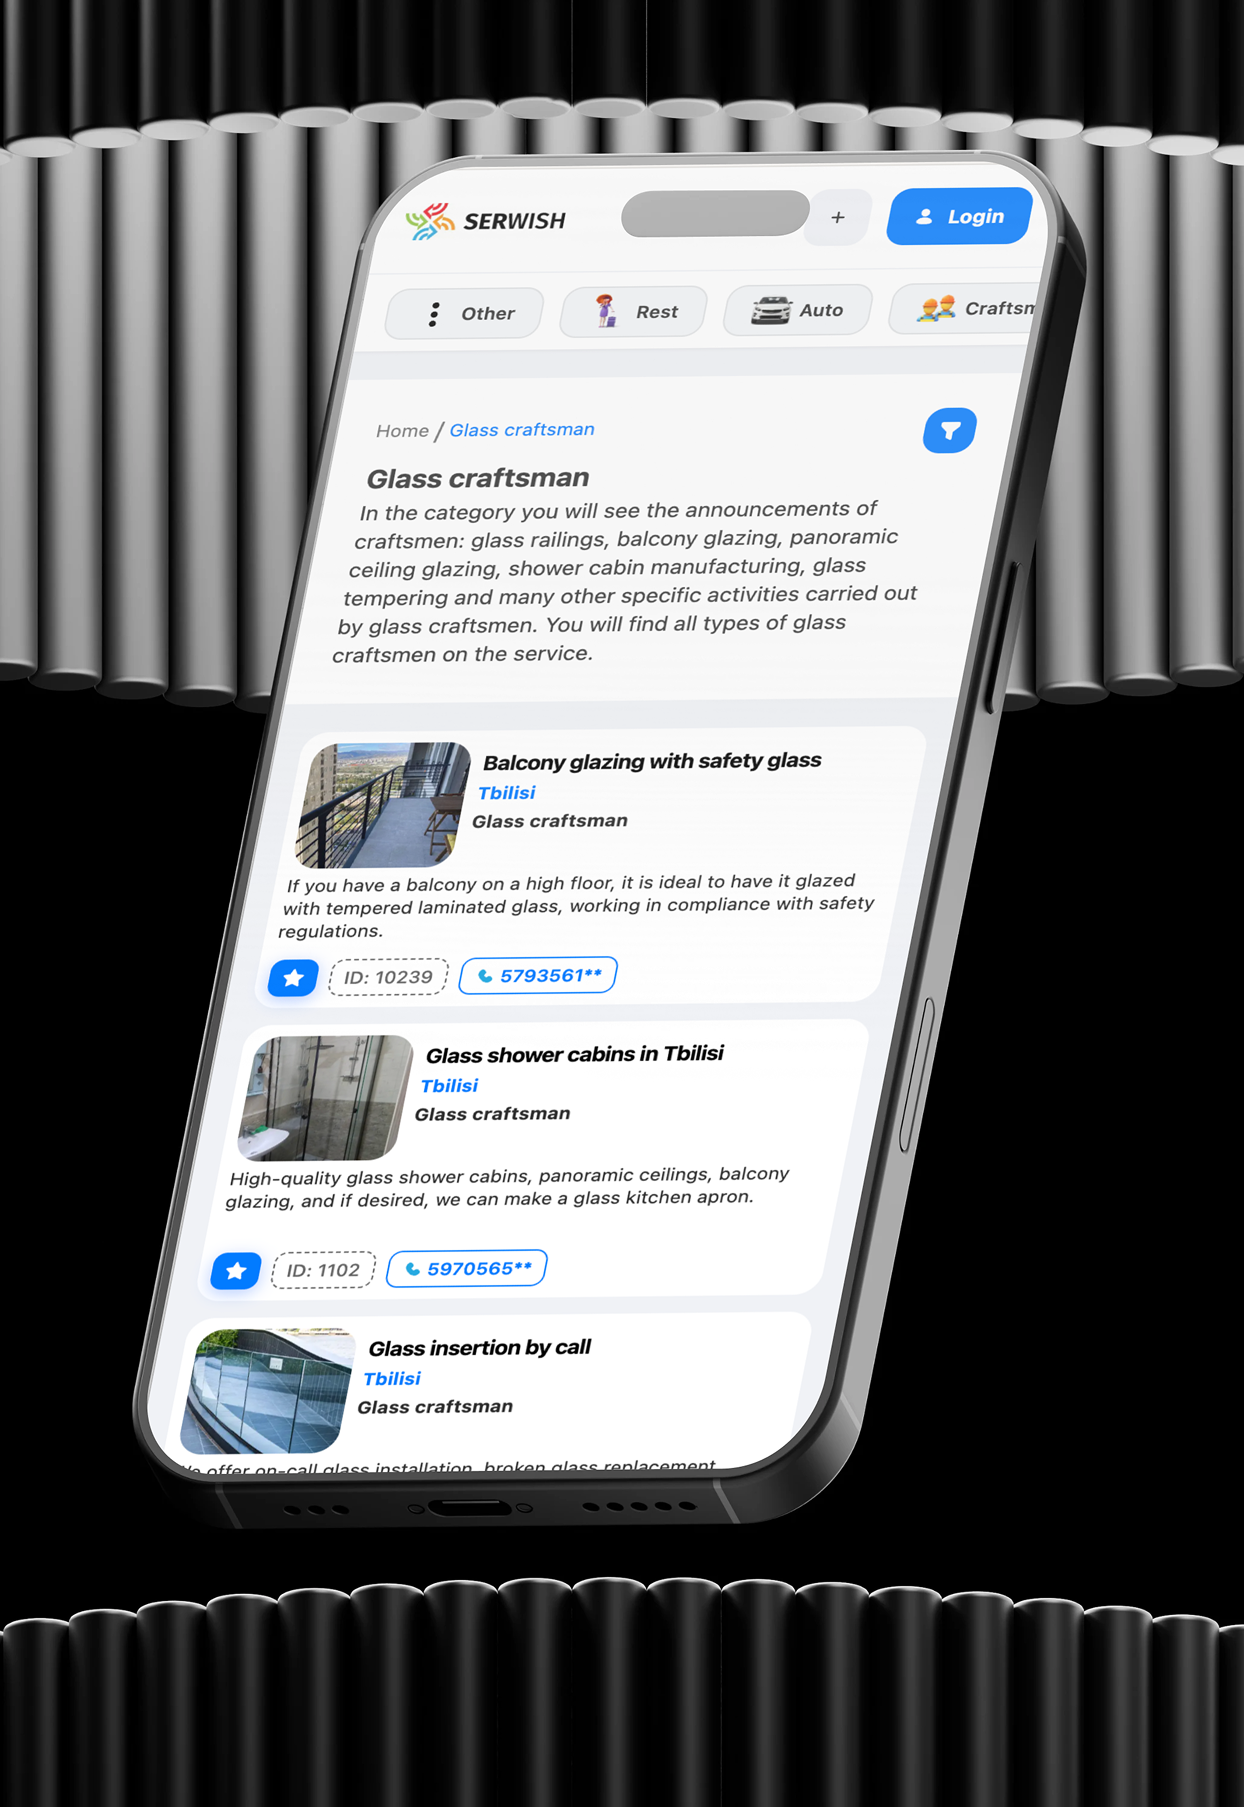 SERWISH
+
Login
Other
Rest
Auto
Craftsm
Home / Glass craftsman
Glass craftsman
In the category you will see the announcements of
craftsmen: glass railings, balcony glazing, panoramic
ceiling glazing, shower cabin manufacturing, glass
tempering and many other specific activities carried out
by glass craftsmen. You will find all types of glass
craftsmen on the service.
Balcony glazing with safety glass
Tbilisi
Glass craftsman
If you have a balcony on a high floor, it is ideal to have it glazed
with tempered laminated glass, working in compliance with safety
regulations.
ID: 10239
5793561**
Glass shower cabins in Tbilisi
Tbilisi
Glass craftsman
High-quality glass shower cabins, panoramic ceilings, balcony
glazing, and if desired, we can make a glass kitchen apron.
ID: 1102
5970565**
Glass insertion by call
Tbilisi
Glass craftsman
offer on-call glass installation, broken glass replacement